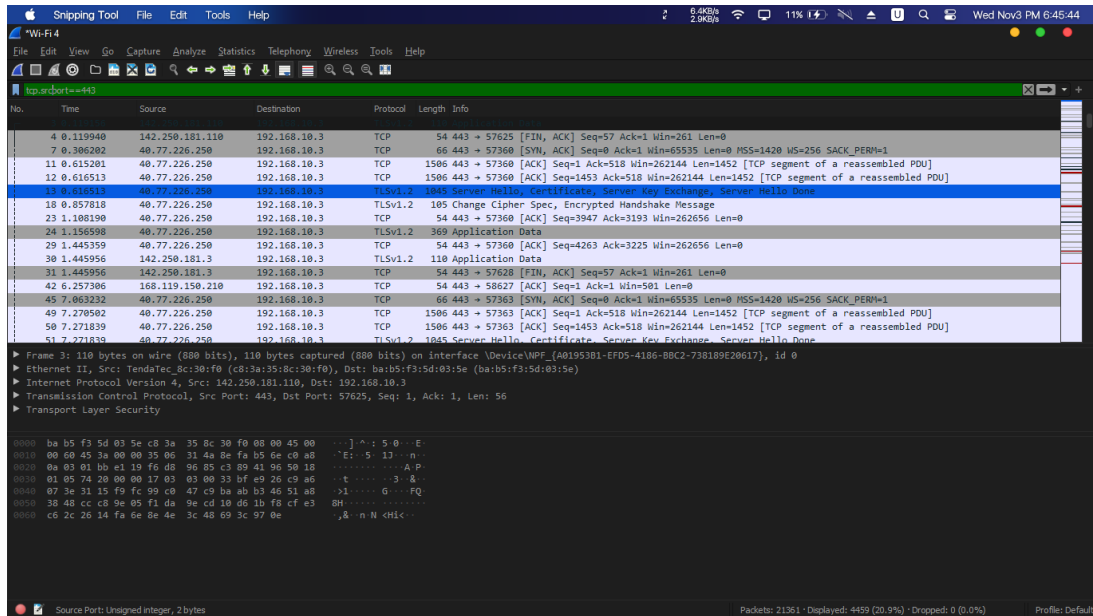 Snipping Tool File Edit Tools Help 6.4KB/s 2.9KB/s 11% U Wed Nov3 PM 6:45:44
*Wi-Fi 4
File Edit View Go Capture Analyze Statistics Telephony Wireless Tools Help
tcp.srcport==443
No. Time Source Destination Protocol Length Info
4 0.119940 142.250.181.110 192.168.10.3 TCP 54 443 → 57625 [FIN, ACK] Seq=57 Ack=1 Win=261 Len=0
7 0.306202 40.77.226.250 192.168.10.3 TCP 66 443 → 57360 [SYN, ACK] Seq=0 Ack=1 Win=65535 Len=0 MSS=1420 WS=256 SACK_PERM=1
11 0.615201 40.77.226.250 192.168.10.3 TCP 1506 443 → 57360 [ACK] Seq=1 Ack=518 Win=262144 Len=1452 [TCP segment of a reassembled PDU]
12 0.616513 40.77.226.250 192.168.10.3 TCP 1506 443 → 57360 [ACK] Seq=1453 Ack=518 Win=262144 Len=1452 [TCP segment of a reassembled PDU]
13 0.616513 40.77.226.250 192.168.10.3 TLSv1.2 1045 Server Hello, Certificate, Server Key Exchange, Server Hello Done
18 0.857818 40.77.226.250 192.168.10.3 TLSv1.2 105 Change Cipher Spec, Encrypted Handshake Message
23 1.108190 40.77.226.250 192.168.10.3 TCP 54 443 → 57360 [ACK] Seq=3947 Ack=3193 Win=262656 Len=0
24 1.156598 40.77.226.250 192.168.10.3 TLSv1.2 369 Application Data
29 1.445359 40.77.226.250 192.168.10.3 TCP 54 443 → 57360 [ACK] Seq=4263 Ack=3225 Win=262656 Len=0
30 1.445956 142.250.181.3 192.168.10.3 TLSv1.2 110 Application Data
31 1.445956 142.250.181.3 192.168.10.3 TCP 54 443 → 57628 [FIN, ACK] Seq=57 Ack=1 Win=261 Len=0
42 6.257306 168.119.150.210 192.168.10.3 TCP 54 443 → 58627 [ACK] Seq=1 Ack=1 Win=501 Len=0
45 7.063232 40.77.226.250 192.168.10.3 TCP 66 443 → 57363 [SYN, ACK] Seq=0 Ack=1 Win=65535 Len=0 MSS=1420 WS=256 SACK_PERM=1
49 7.270502 40.77.226.250 192.168.10.3 TCP 1506 443 → 57363 [ACK] Seq=1 Ack=518 Win=262144 Len=1452 [TCP segment of a reassembled PDU]
50 7.271839 40.77.226.250 192.168.10.3 TCP 1506 443 → 57363 [ACK] Seq=1453 Ack=518 Win=262144 Len=1452 [TCP segment of a reassembled PDU]
51 7.271839 40.77.226.250 192.168.10.3 TLSv1.2 1045 Server Hello, Certificate, Server Key Exchange, Server Hello Done
Frame 3: 110 bytes on wire (880 bits), 110 bytes captured (880 bits) on interface \Device\NPF_{A01953B1-EFD5-4186-BBC2-738189E20617}, id 0
Ethernet II, Src: TendaTec_8c:30:f0 (c8:3a:35:8c:30:f0), Dst: ba:b5:f3:5d:03:5e (ba:b5:f3:5d:03:5e)
Internet Protocol Version 4, Src: 142.250.181.110, Dst: 192.168.10.3
Transmission Control Protocol, Src Port: 443, Dst Port: 57625, Seq: 1, Ack: 1, Len: 56
Transport Layer Security
0000 ba b5 f3 5d 03 5e c8 3a 35 8c 30 f0 08 00 45 00 ···]·^·: 5·0···E·
0010 00 60 45 3a 00 00 35 06 31 4a 8e fa b5 6e c0 a8 ·`E:··5· 1J···n··
0020 0a 03 01 bb e1 19 f6 d8 96 85 c3 89 41 96 50 18 ········ ····A·P·
0030 01 05 74 20 00 00 17 03 03 00 33 bf e9 26 c9 a6 ··t ···· ··3··&··
0040 07 3e 31 15 f9 fc 99 c0 47 c9 ba ab b3 46 51 a8 ·>1····· G····FQ·
0050 38 48 cc c8 9e 05 f1 da 9e cd 10 d6 1b f8 cf e3 8H······ ········
0060 c6 2c 26 14 fa 6e 8e 4e 3c 48 69 3c 97 0e ·,&··n·N <Hi<··
Source Port: Unsigned integer, 2 bytes Packets: 21361 · Displayed: 4459 (20.9%) · Dropped: 0 (0.0%) Profile: Default